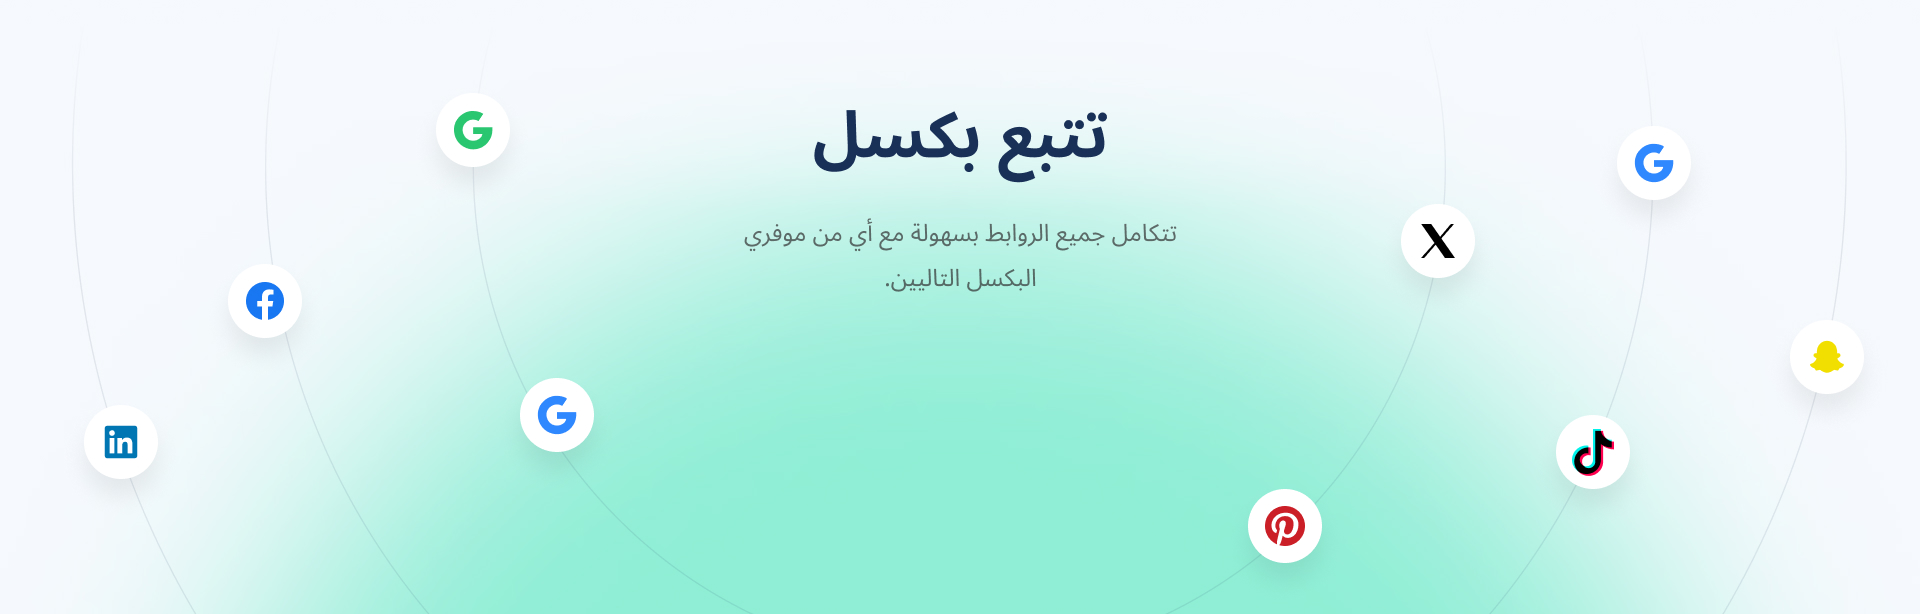 تتبع بكسل
تتكامل جميع الروابط بسهولة مع أي من موفري
البكسل التاليين.